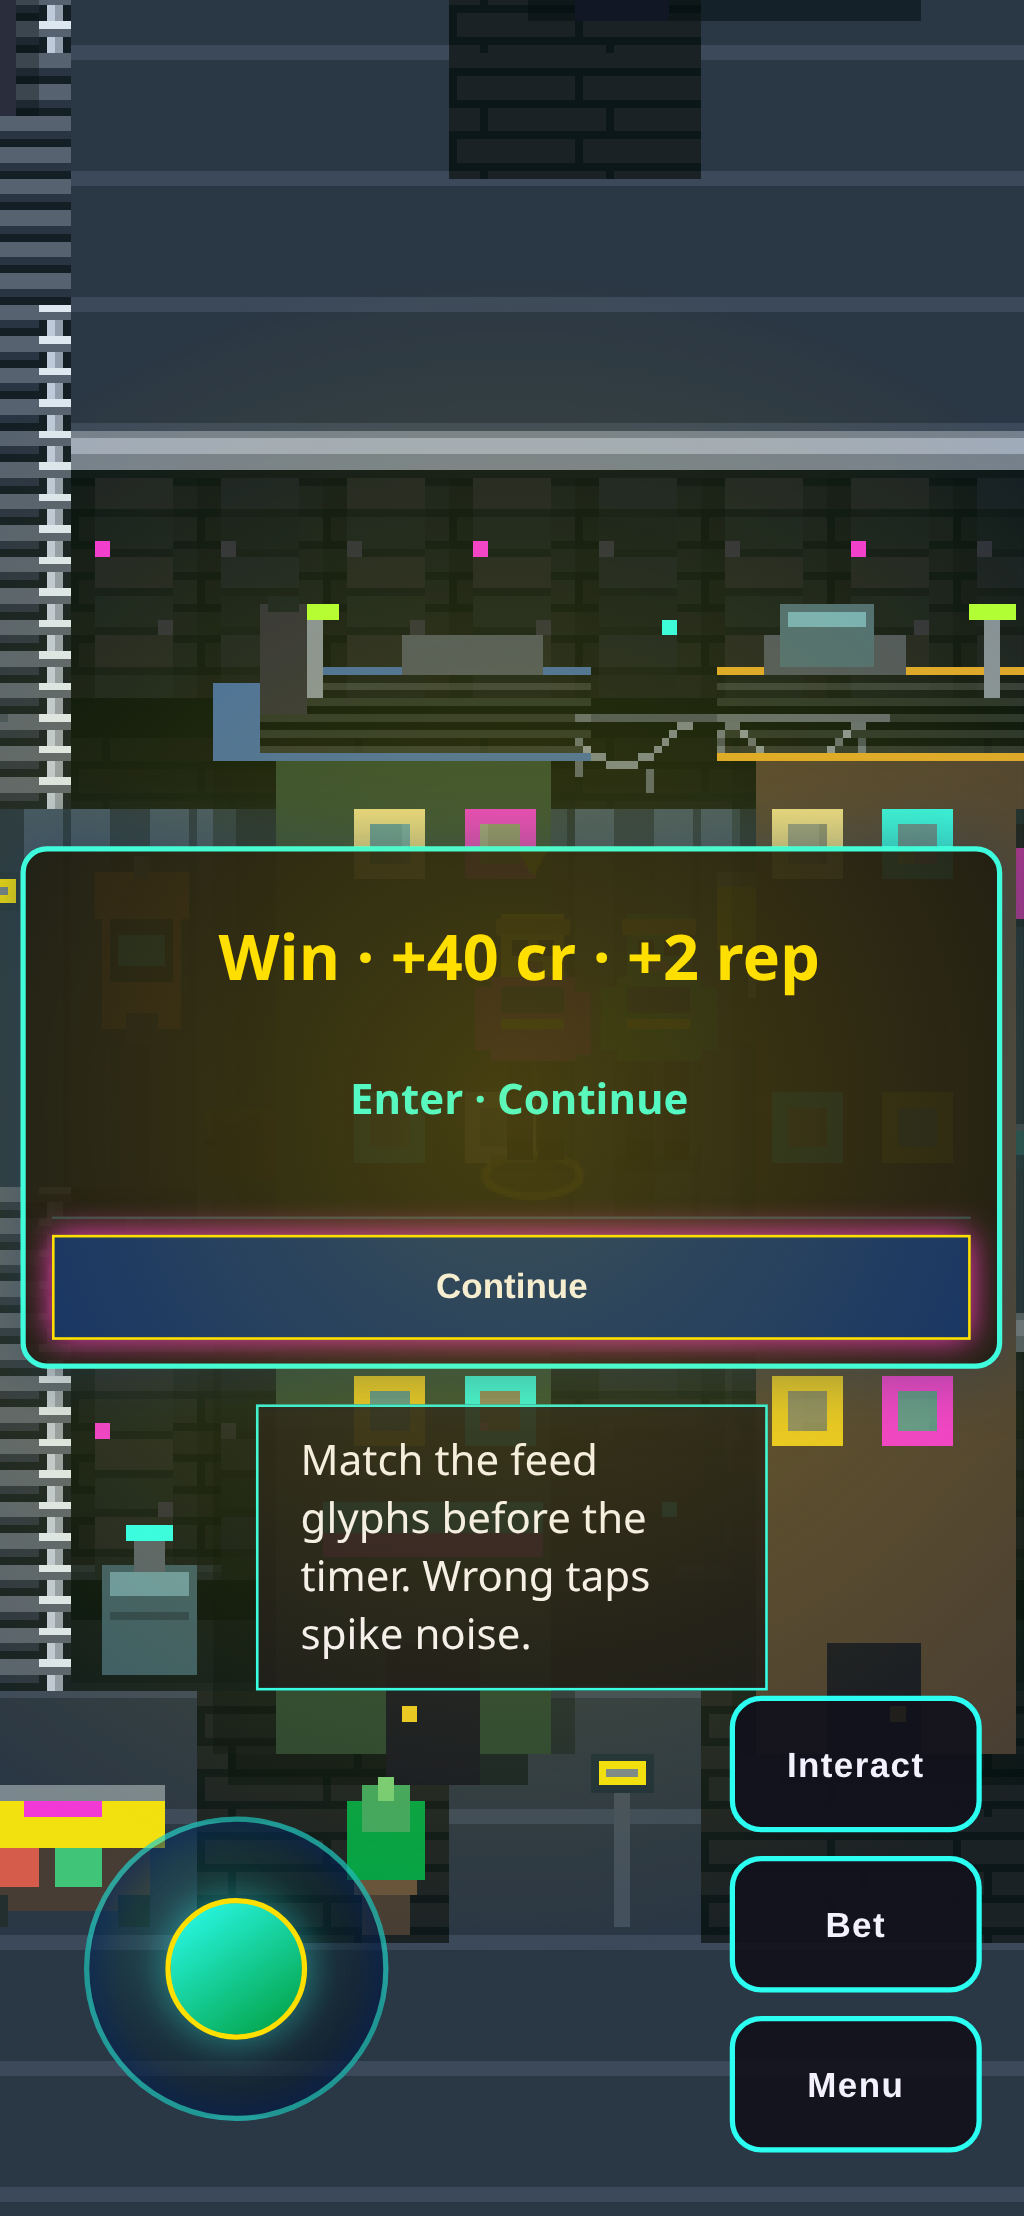 Win · +40 cr · +2 rep
Enter · Continue
Continue
Match the feed
glyphs before the
timer. Wrong taps
spike noise.
Interact
Bet
Menu